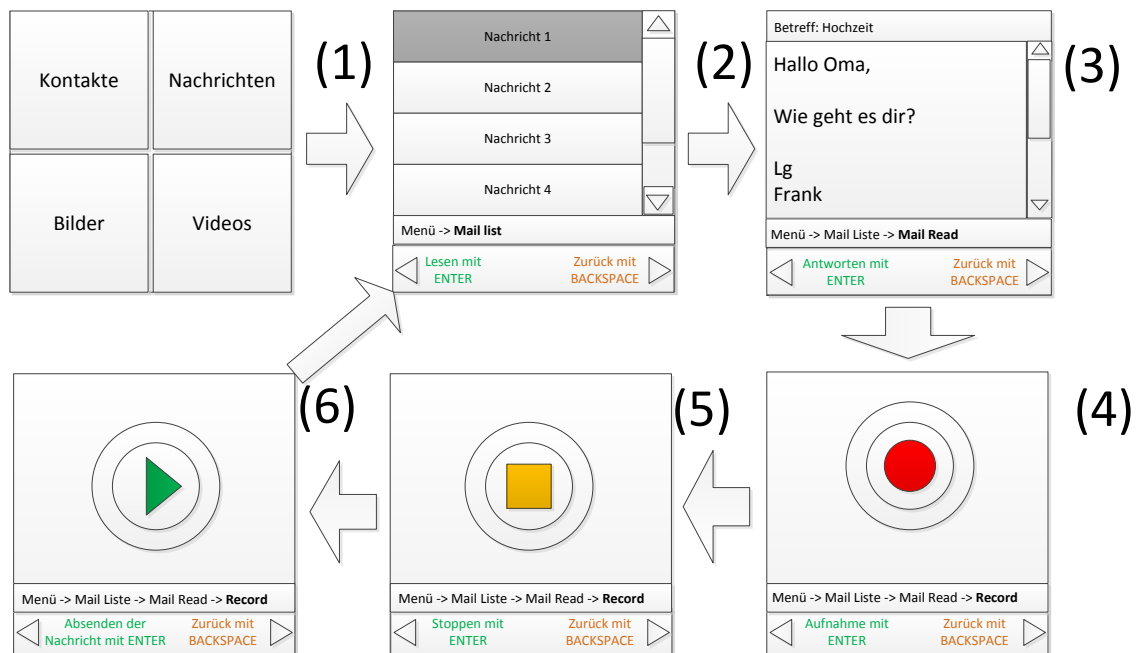 Kontakte
Nachrichten
Bilder
Videos
(1)
Nachricht 1
Nachricht 2
Nachricht 3
Nachricht 4
Menü -> Mail list
Lesen mit
ENTER
Zurück mit
BACKSPACE
(2)
Betreff: Hochzeit
Hallo Oma,
Wie geht es dir?
Lg
Frank
Menü -> Mail Liste -> Mail Read
Antworten mit
ENTER
Zurück mit
BACKSPACE
(3)
(4)
Menü -> Mail Liste -> Mail Read -> Record
Aufnahme mit
ENTER
Zurück mit
BACKSPACE
(5)
Menü -> Mail Liste -> Mail Read -> Record
Stoppen mit
ENTER
Zurück mit
BACKSPACE
(6)
Menü -> Mail Liste -> Mail Read -> Record
Absenden der
Nachricht mit ENTER
Zurück mit
BACKSPACE